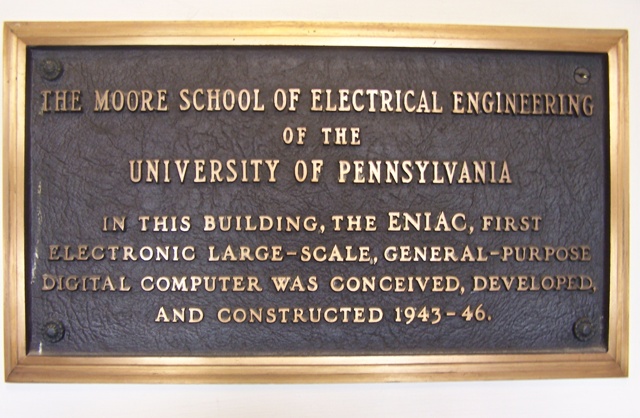 THE MOORE SCHOOL OF ELECTRICAL ENGINEERING
OF THE
UNIVERSITY OF PENNSYLVANIA
IN THIS BUILDING, THE ENIAC, FIRST
ELECTRONIC LARGE-SCALE, GENERAL-PURPOSE
DIGITAL COMPUTER WAS CONCEIVED, DEVELOPED,
AND CONSTRUCTED 1943-46.